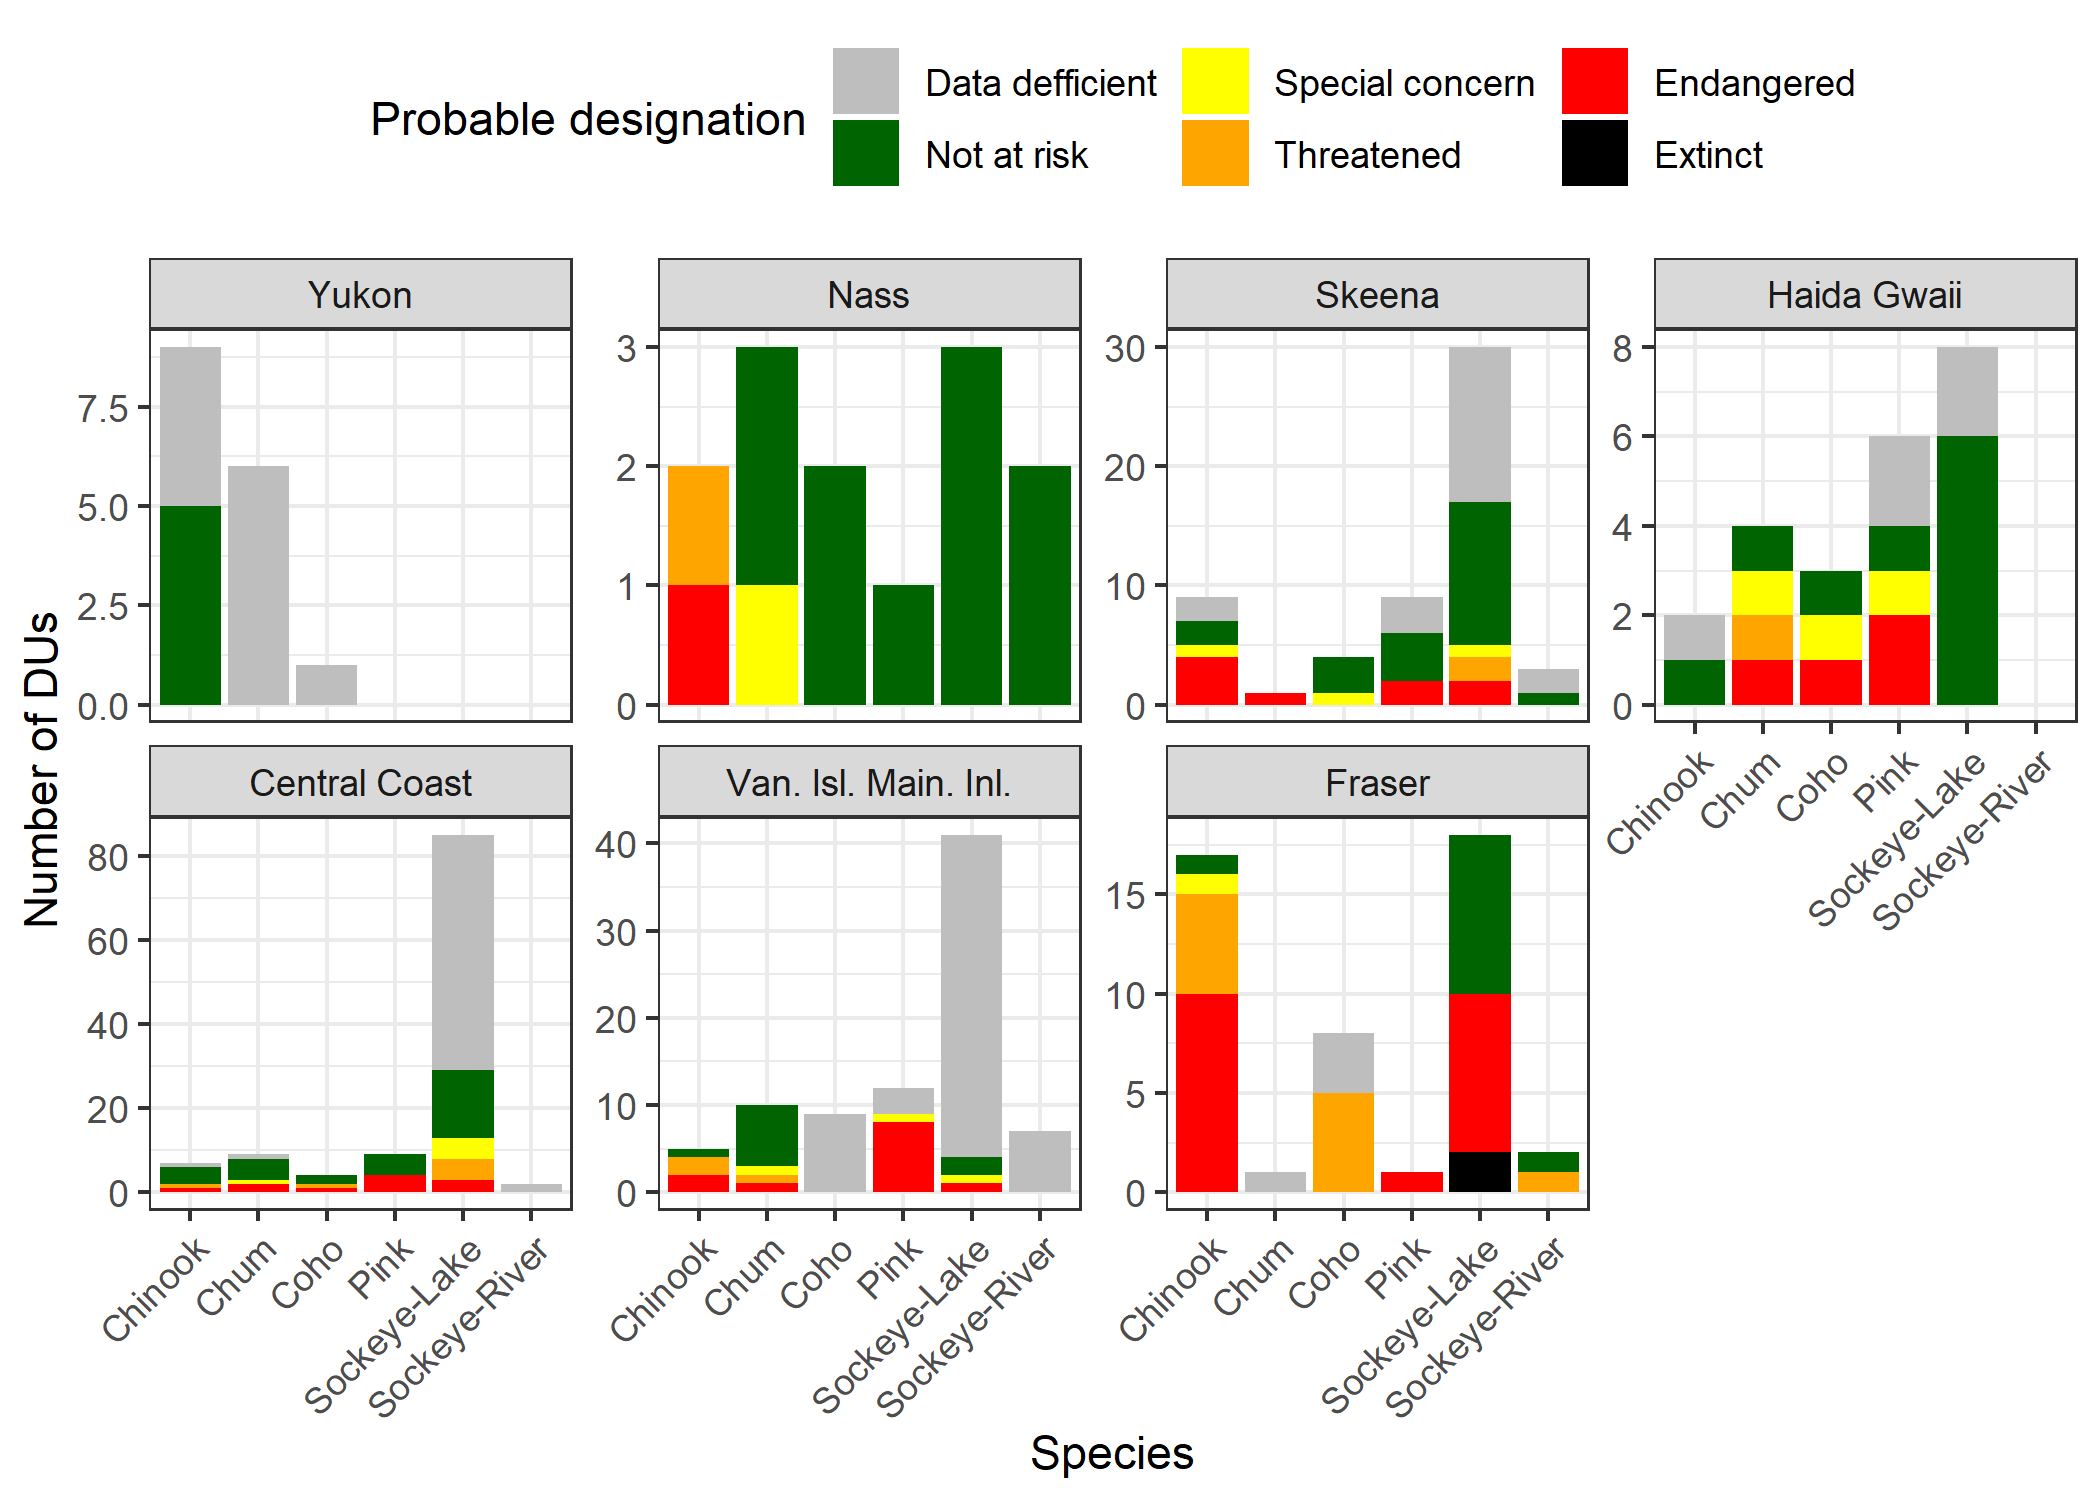 Probable designation
Data defficient
Special concern
Endangered
Not at risk
Threatened
Extinct
Number of DUs
Yukon
7.5
5.0
2.5
0.0
Nass
3
2
1
0
Skeena
30
20
10
0
Haida Gwaii
8
6
4
2
0
Chinook
Chum
Coho
Pink
Sockeye-Lake
Sockeye-River
Central Coast
80
60
40
20
0
Chinook
Chum
Coho
Pink
Sockeye-Lake
Sockeye-River
Van. Isl. Main. Inl.
40
30
20
10
0
Chinook
Chum
Coho
Pink
Sockeye-Lake
Sockeye-River
Fraser
15
10
5
0
Chinook
Chum
Coho
Pink
Sockeye-Lake
Sockeye-River
Species